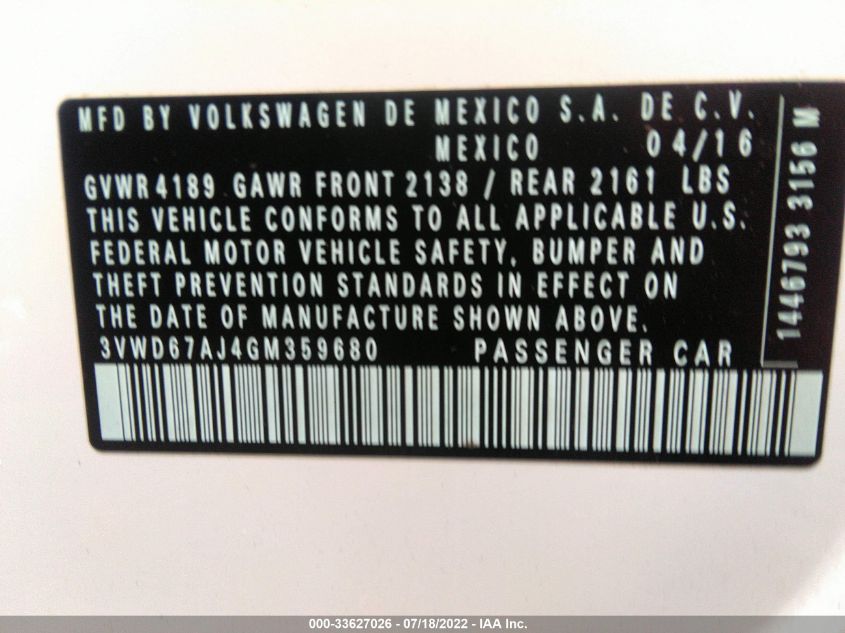 MFD BY VOLKSWAGEN DE MEXICO S.A. DE C.V.
MEXICO 04/16
GVWR 4189 GAWR FRONT 2138 / REAR 2161 LBS
THIS VEHICLE CONFORMS TO ALL APPLICABLE U.S.
FEDERAL MOTOR VEHICLE SAFETY, BUMPER AND
THEFT PREVENTION STANDARDS IN EFFECT ON
THE DATE OF MANUFACTURE SHOWN ABOVE.
3VWD67AJ4GM359680 PASSENGER CAR
1446793 3156 M
000-33627026 - 07/18/2022 - IAA Inc.